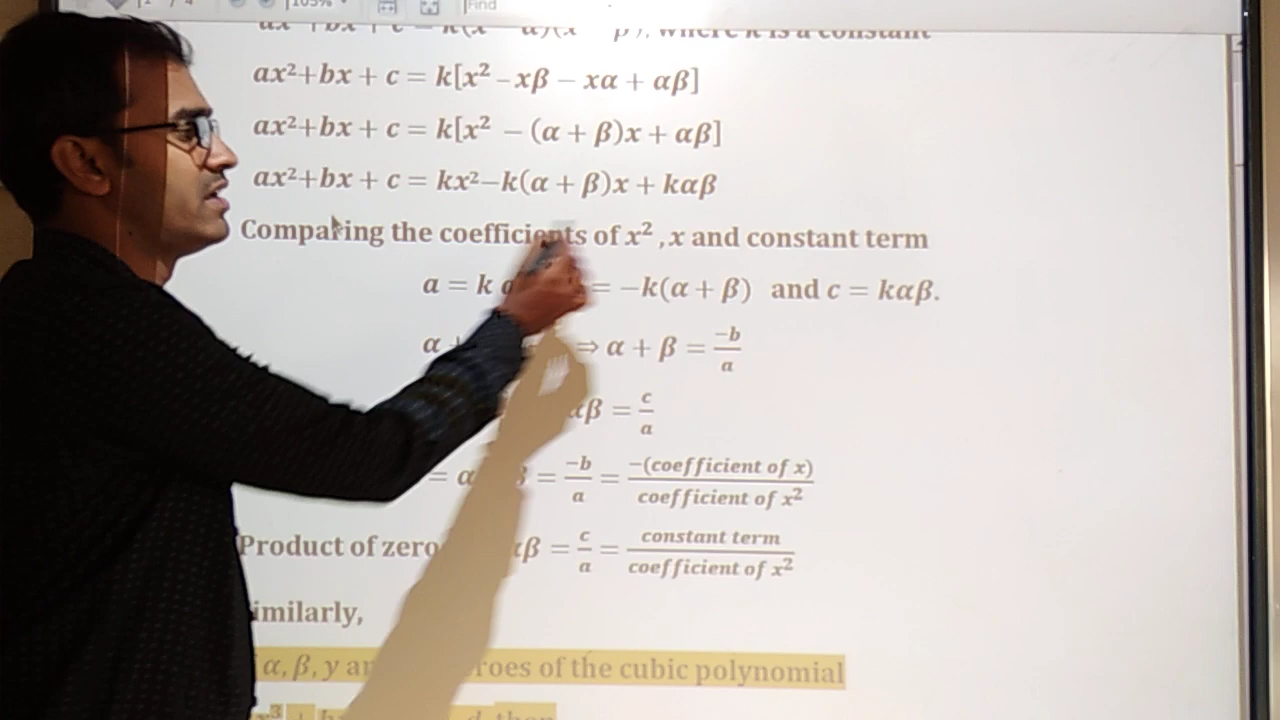 105%
Find
ax²+bx + c = k[x² − xβ − xα + αβ]
ax²+bx + c = k[x² − (α + β)x + αβ]
ax²+bx + c = kx²−k(α + β)x + kαβ
Comparing the coefficients of x² ,x and constant term
a = k = −k(α + β) and c = kαβ.
α ⇒ α + β = -b/a
αβ = c/a
= α β = -b/a = -(coefficient of x)/coefficient of x²
Product of αβ = c/a = constant term/coefficient of x²
imilarly,
α, β, y of the cubic polynomial